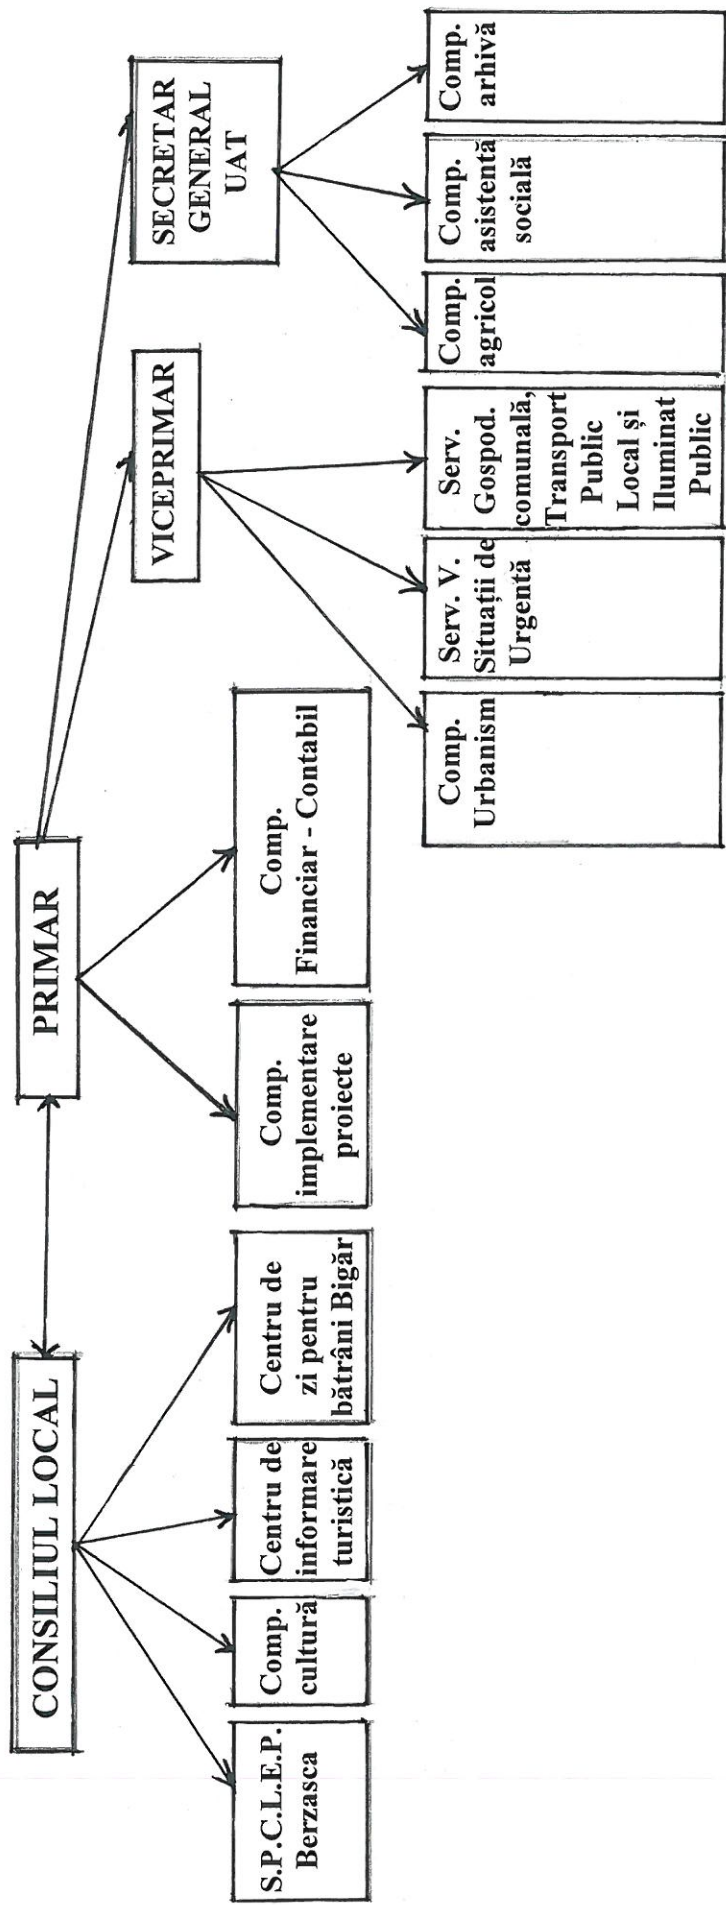 CONSILIUL LOCAL
PRIMAR
VICEPRIMAR
SECRETAR
GENERAL
UAT
S.P.C.L.E.P.
Berzasca
Comp.
cultură
Centru de
informare
turistică
Centru de
zi pentru
bătrâni Bigăr
Comp.
implementare
proiecte
Comp.
Financiar - Contabil
Comp.
Urbanism
Serv. V.
Situații de
Urgentă
Serv.
Gospod.
comunală,
Transport
Public
Local și
Iluminat
Public
Comp.
agricol
Comp.
asistentă
socială
Comp.
arhivă